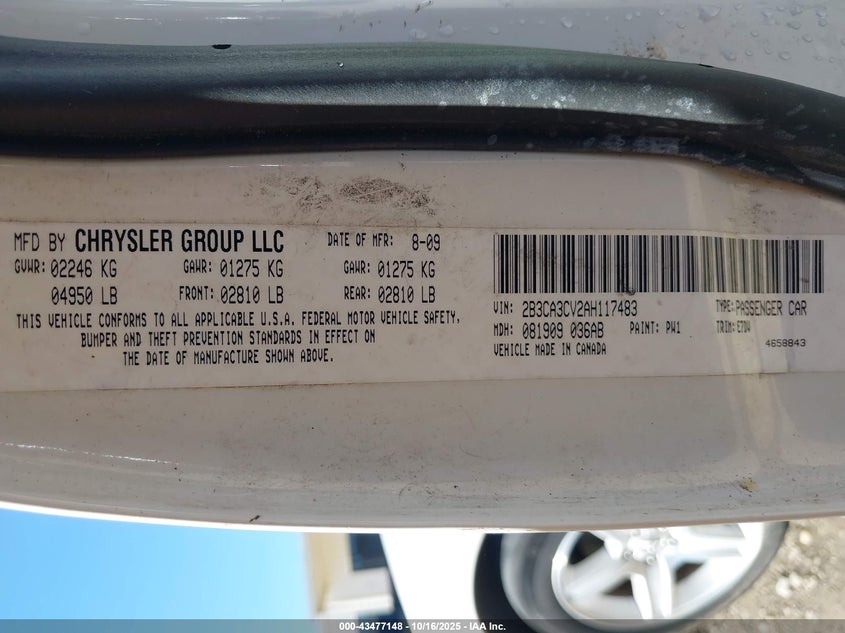 MFD BY CHRYSLER GROUP LLC DATE OF MFR: 8-09
GVWR: 02246 KG GAWR: 01275 KG GAWR: 01275 KG
04950 LB FRONT: 02810 LB REAR: 02810 LB
THIS VEHICLE CONFORMS TO ALL APPLICABLE U.S.A. FEDERAL MOTOR VEHICLE SAFETY,
BUMPER AND THEFT PREVENTION STANDARDS IN EFFECT ON
THE DATE OF MANUFACTURE SHOWN ABOVE.
VIN: 2B3CA3CV2AH117483 TYPE: PASSENGER CAR
MDH: 081909 036AB PAINT: PW1 TRIM: E7DV
VEHICLE MADE IN CANADA 4658843
000-43477148 | 10/16/2025 | IAA Inc.